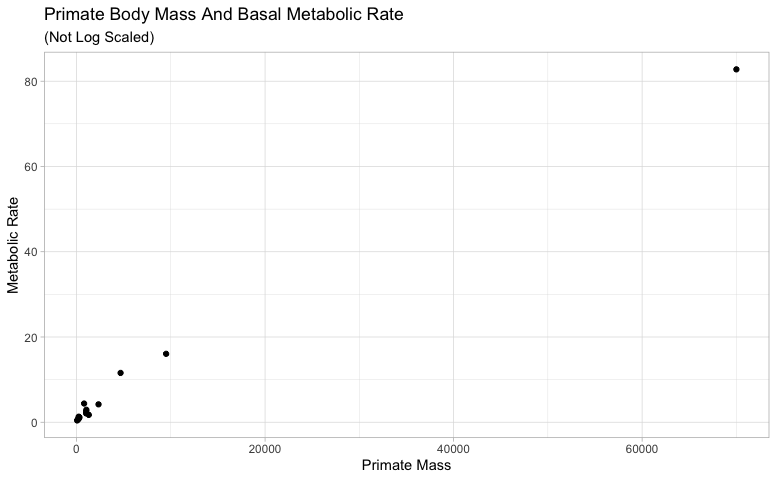 Primate Body Mass And Basal Metabolic Rate
(Not Log Scaled)
80
60
40
20
0
Metabolic Rate
0 20000 40000 60000
Primate Mass